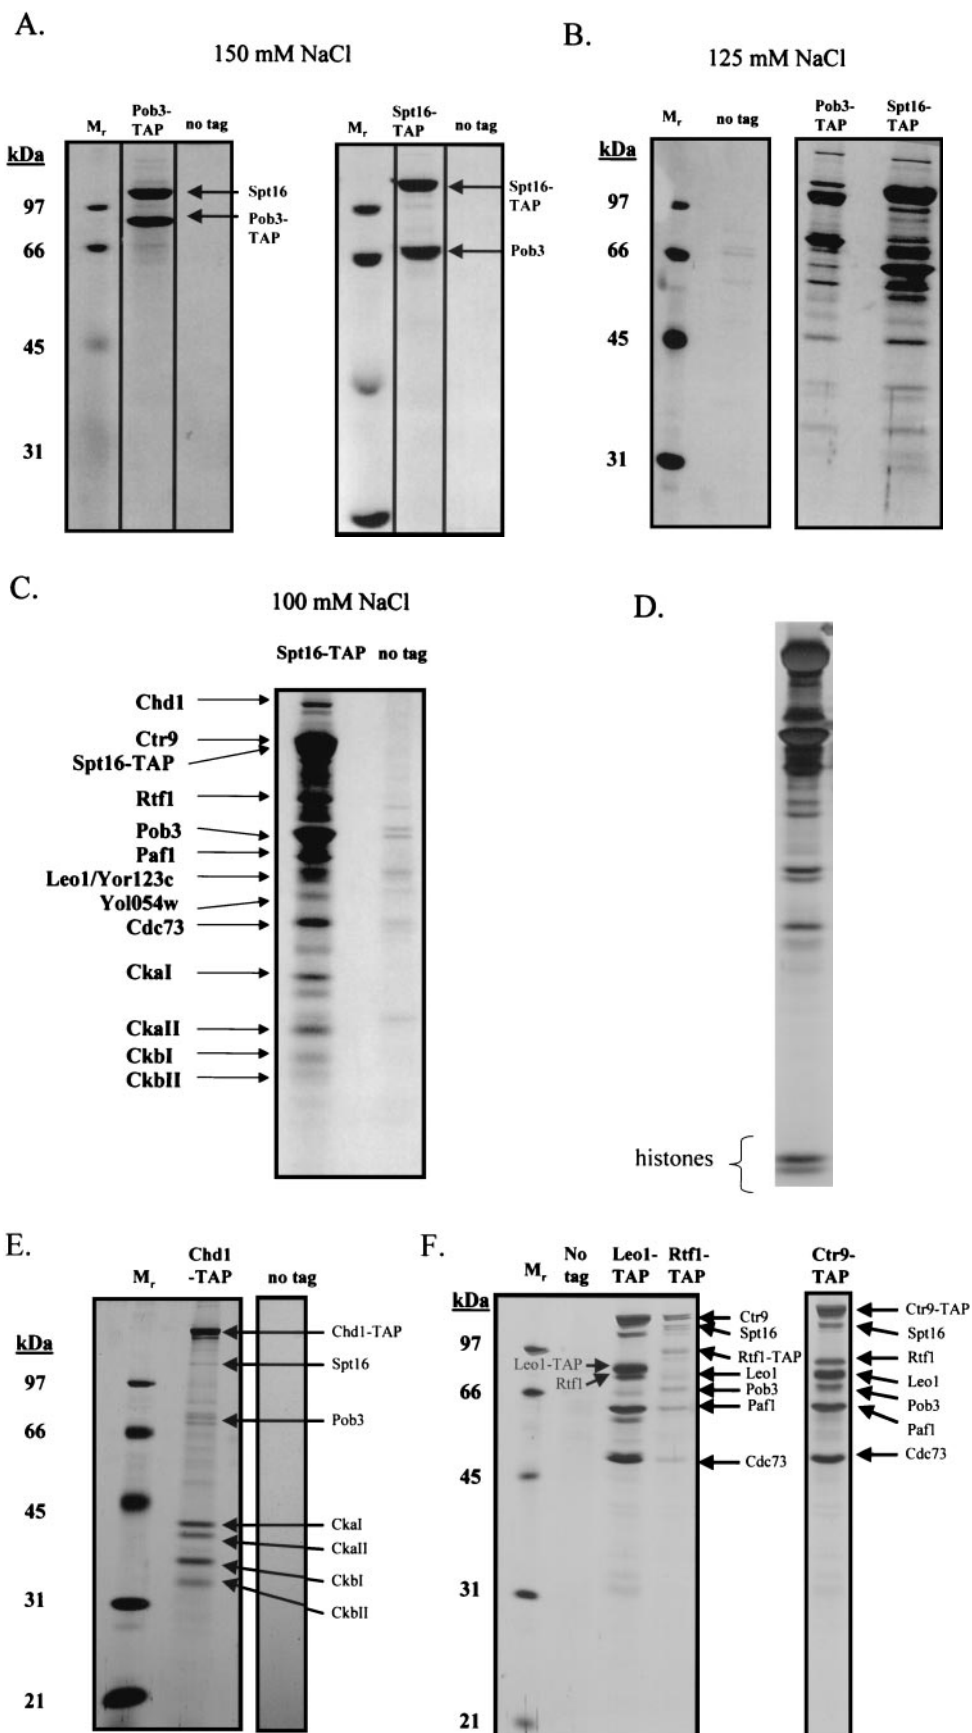 A.
150 mM NaCl
Mr
Pob3-
TAP
no tag
kDa
97
66
45
31
Spt16
Pob3-
TAP
Mr
Spt16-
TAP
no tag
Spt16-
TAP
Pob3
B.
125 mM NaCl
Mr
no tag
Pob3-
TAP
Spt16-
TAP
kDa
97
66
45
31
C.
100 mM NaCl
Spt16-TAP no tag
Chd1
Ctr9
Spt16-TAP
Rtf1
Pob3
Paf1
Leo1/Yor123c
Yol054w
Cdc73
CkaI
CkaII
CkbI
CkbII
D.
histones
E.
Mr
Chd1
-TAP
no tag
kDa
97
66
45
31
21
Chd1-TAP
Spt16
Pob3
CkaI
CkaII
CkbI
CkbII
F.
Mr
No
tag
Leo1-
TAP
Rtf1-
TAP
kDa
97
66
45
31
21
Leo1-TAP
Rtf1
Ctr9
Spt16
Rtf1-TAP
Leo1
Pob3
Paf1
Cdc73
Ctr9-
TAP
Ctr9-TAP
Spt16
Rtf1
Leo1
Pob3
Paf1
Cdc73